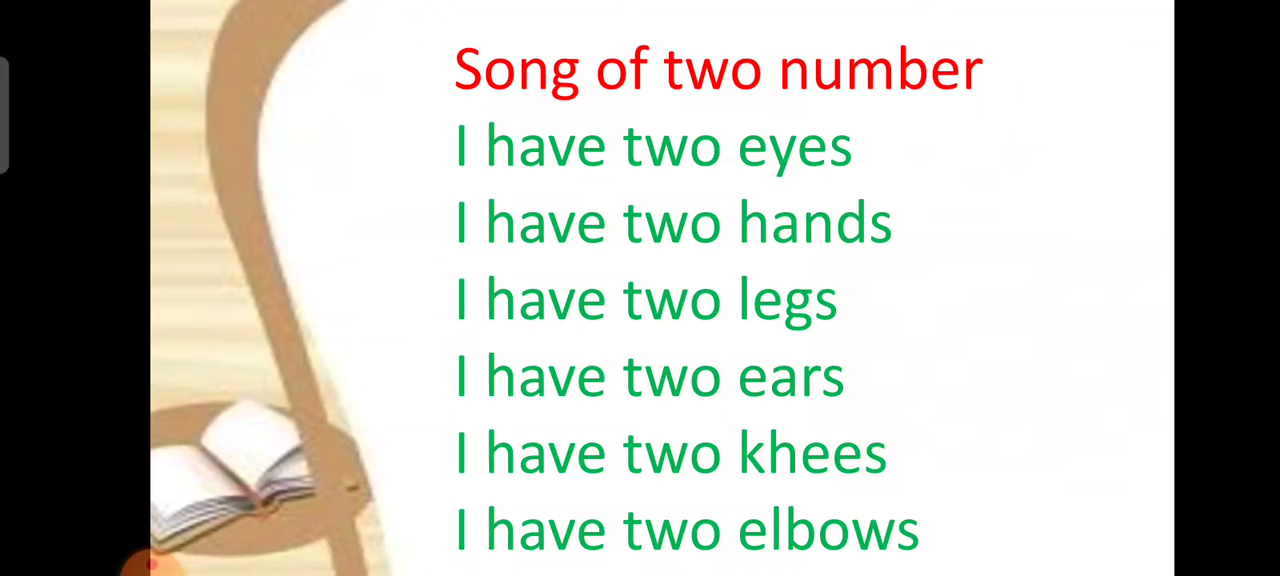 Song of two number
I have two eyes
I have two hands
I have two legs
I have two ears
I have two khees
I have two elbows